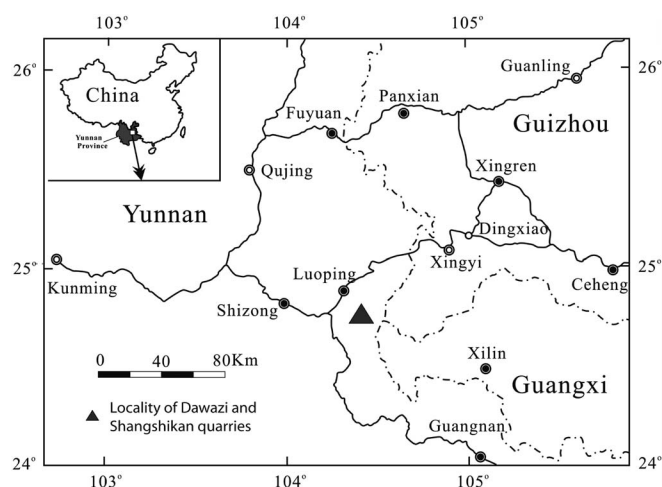 103° 104° 105°
26° 26°
China
Yunnan
Province
Guanling
Panxian
Fuyuan
Guizhou
Qujing
Xingren
Yunnan
Dingxiao
25° 25°
Kunming
Luoping
Xingyi
Ceheng
Shizong
0 40 80Km
Xilin
Locality of Dawazi and
Shangshikan quarries
Guangxi
Guangnan
24° 24°
103° 104° 105°